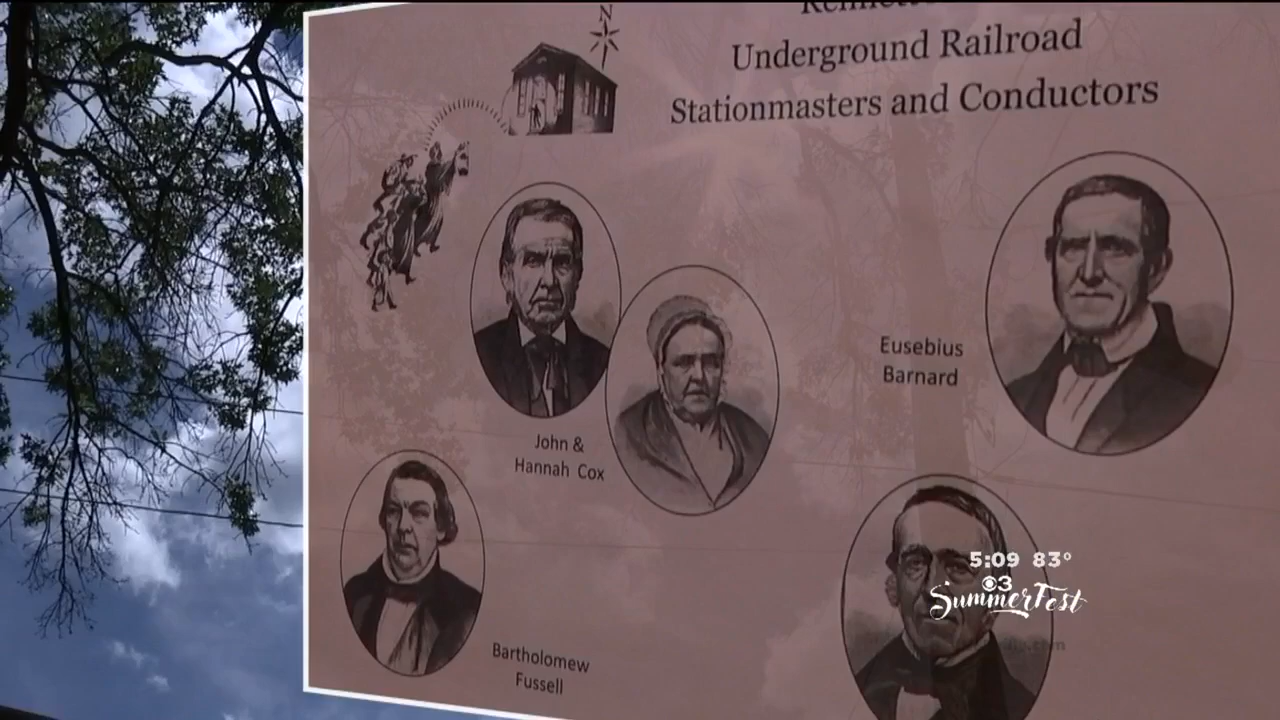 N
Underground Railroad
Stationmasters and Conductors
Eusebius
Barnard
John &
Hannah Cox
Bartholomew
Fussell
5:09 83°
3
SummerFest